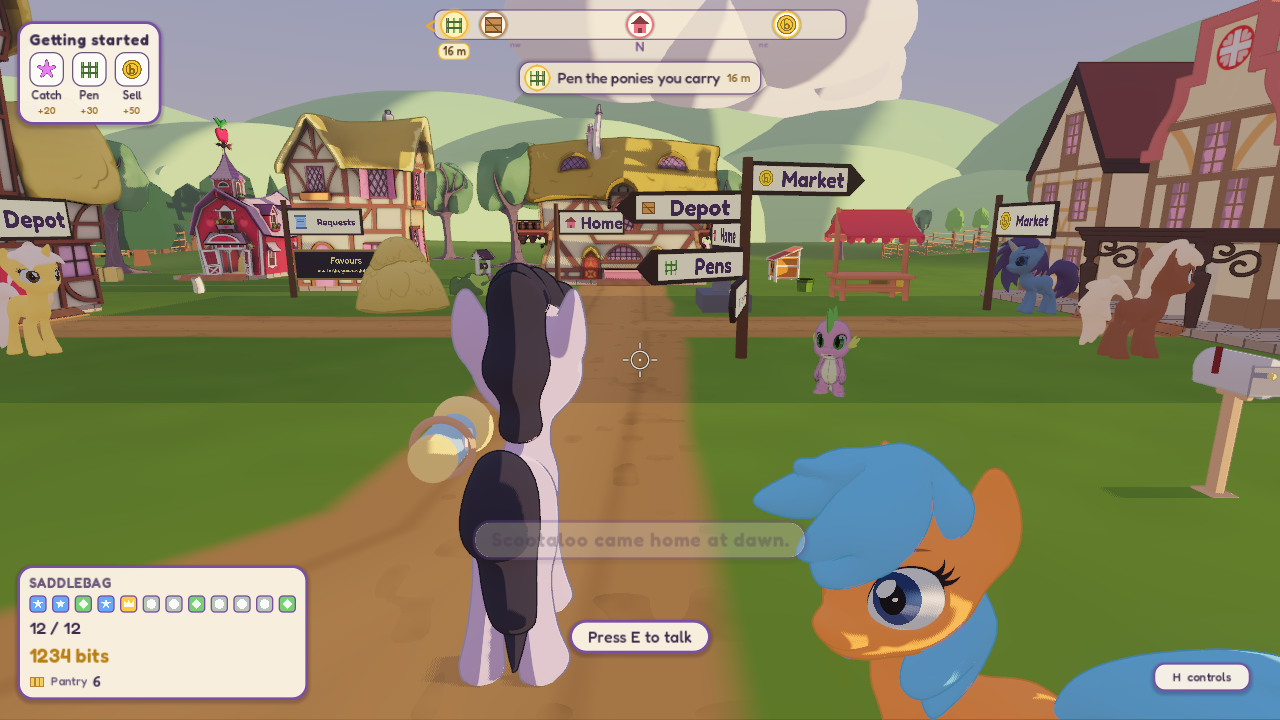 Getting started
Catch
Pen
Sell
+20
+30
+50
16 m
NW
N
NE
Pen the ponies you carry 16 m
Depot
Requests
Favours
Home
Depot
Market
Home
Pens
Market
Scootaloo came home at dawn.
Press E to talk
SADDLEBAG
12 / 12
1234 bits
Pantry 6
H controls